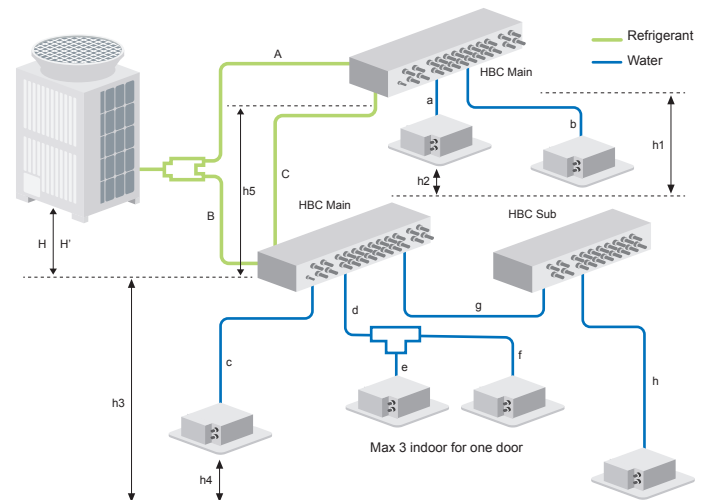 Refrigerant
Water
A
HBC Main
a
b
h1
h2
h5
C
B
HBC Main
HBC Sub
H
H'
d
g
c
e
f
h
h3
Max 3 indoor for one door
h4